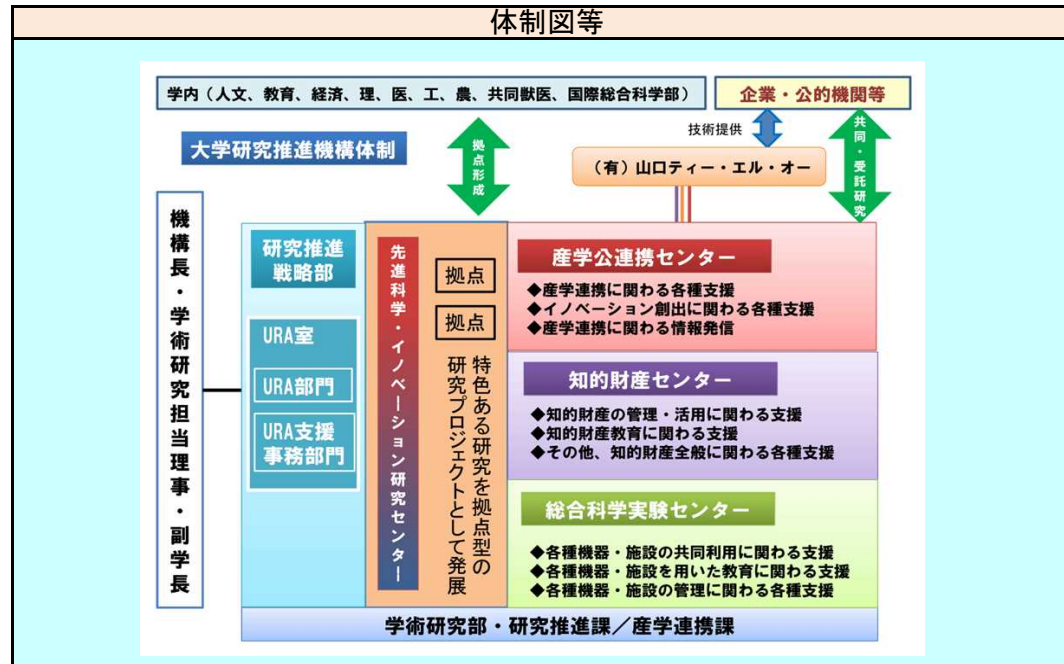 体制図等
学内（人文、教育、経済、理、医、工、農、共同獣医、国際総合科学部）
企業・公的機関等
大学研究推進機構体制
拠点形成
技術提供
共同・受託研究
（有）山口ティー・エル・オー
機構長・学術研究担当理事・副学長
研究推進
戦略部
URA室
URA部門
URA支援
事務部門
先進科学・イノベーション研究センター
拠点
拠点
特色ある研究を拠点型の
研究プロジェクトとして発展
産学公連携センター
◆産学連携に関わる各種支援
◆イノベーション創出に関わる各種支援
◆産学連携に関わる情報発信
知的財産センター
◆知的財産の管理・活用に関わる支援
◆知的財産教育に関わる支援
◆その他、知的財産全般に関わる各種支援
総合科学実験センター
◆各種機器・施設の共同利用に関わる支援
◆各種機器・施設を用いた教育に関わる支援
◆各種機器・施設の管理に関わる各種支援
学術研究部・研究推進課／産学連携課